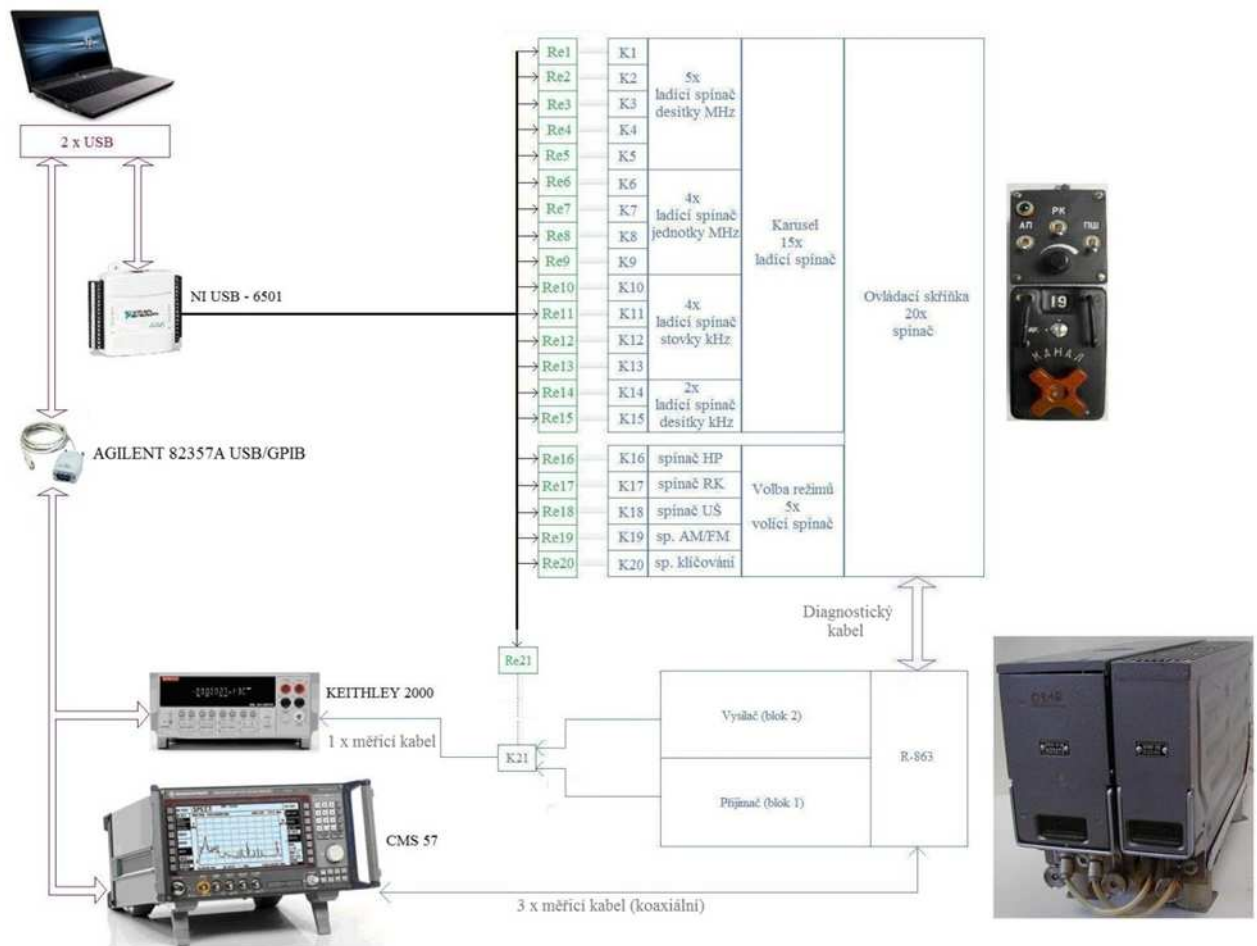 2 x USB
NI USB - 6501
AGILENT 82357A USB/GPIB
KEITHLEY 2000
CMS 57
Re1
Re2
Re3
Re4
Re5
Re6
Re7
Re8
Re9
Re10
Re11
Re12
Re13
Re14
Re15
Re16
Re17
Re18
Re19
Re20
Re21
K1
K2
K3
K4
K5
K6
K7
K8
K9
K10
K11
K12
K13
K14
K15
K16
K17
K18
K19
K20
K21
5x
ladící spínač
desítky MHz
4x
ladící spínač
jednotky MHz
4x
ladící spínač
stovky kHz
2x
ladící spínač
desítky kHz
spínač HP
spínač RK
spínač UŠ
sp. AM/FM
sp. klíčování
Karusel
15x
ladící spínač
Volba režimů
5x
volící spínač
Ovládací skříňka
20x
spínač
РК
АП
ПШ
19
КАНАЛ
Diagnostický
kabel
Vysílač (blok 2)
Přijímač (blok 1)
R-863
1 x měřící kabel
3 x měřící kabel (koaxiální)